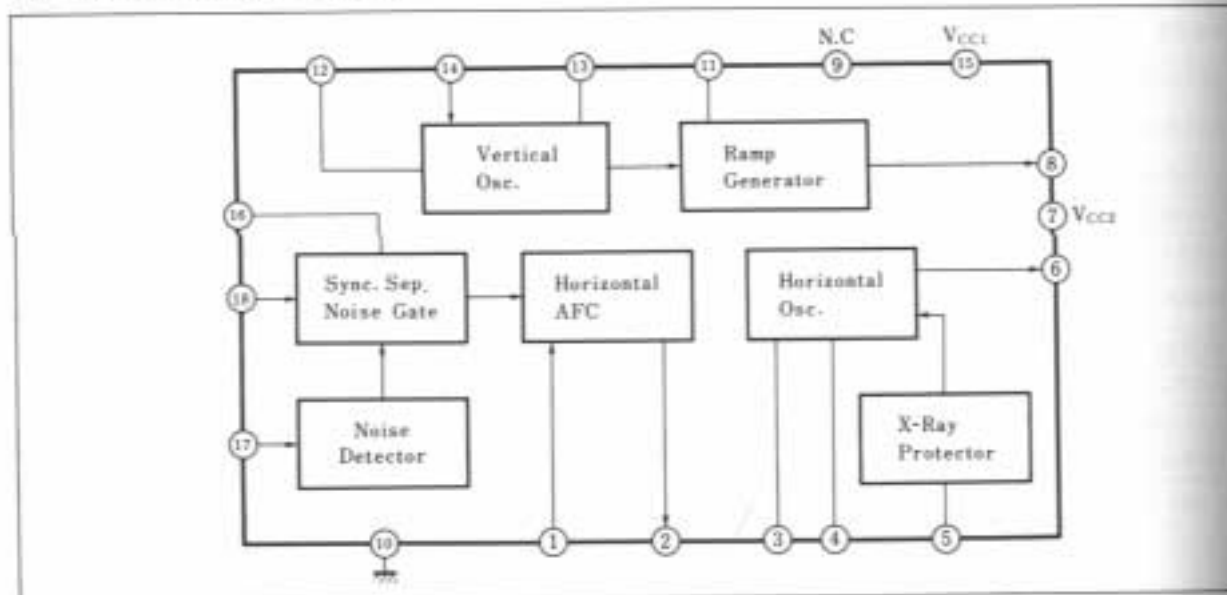 N.C
VCC1
12
14
13
11
9
15
Vertical
Osc.
Ramp
Generator
8
7
VCC2
16
6
Sync. Sep.
Noise Gate
Horizontal
AFC
Horizontal
Osc.
18
Noise
Detector
X-Ray
Protector
17
10
1
2
3
4
5